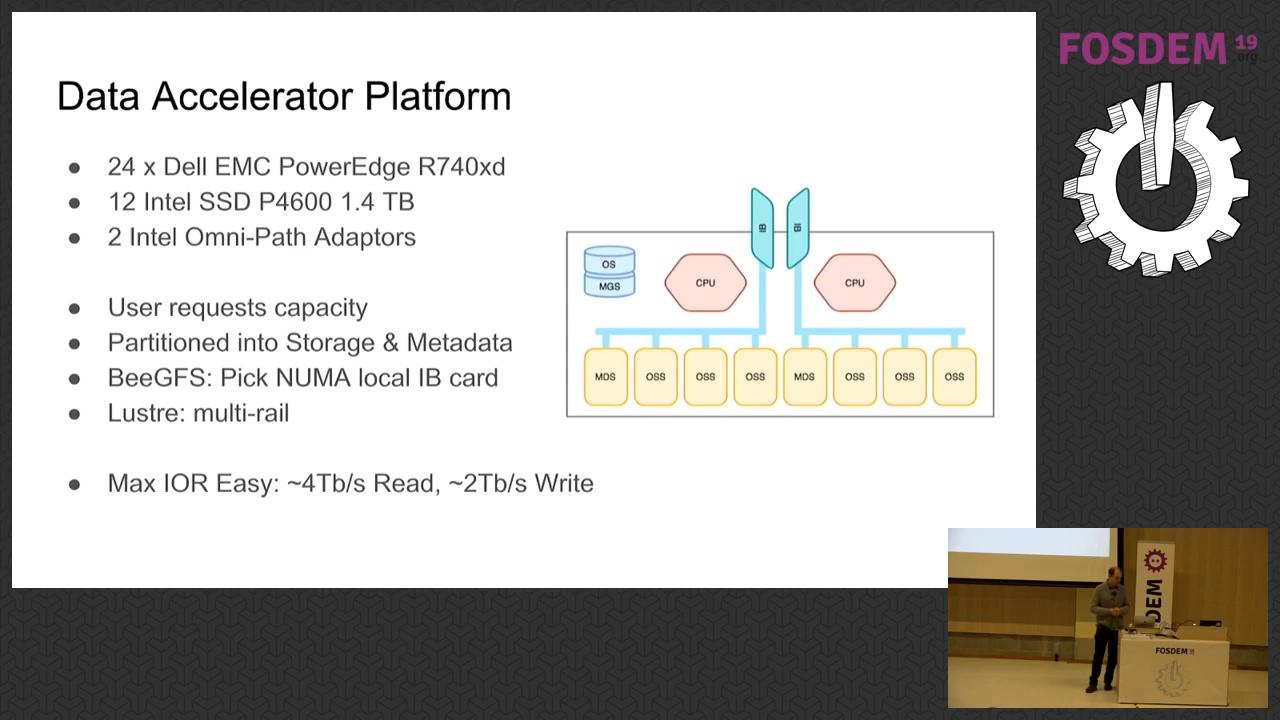 Data Accelerator Platform
● 24 x Dell EMC PowerEdge R740xd
● 12 Intel SSD P4600 1.4 TB
● 2 Intel Omni-Path Adaptors
● User requests capacity
● Partitioned into Storage & Metadata
● BeeGFS: Pick NUMA local IB card
● Lustre: multi-rail
● Max IOR Easy: ~4Tb/s Read, ~2Tb/s Write
IB
IB
OS
MGS
CPU
CPU
MDS
OSS
OSS
OSS
MDS
OSS
OSS
OSS
FOSDEM 19
.org
DEM
FOSDEM 19